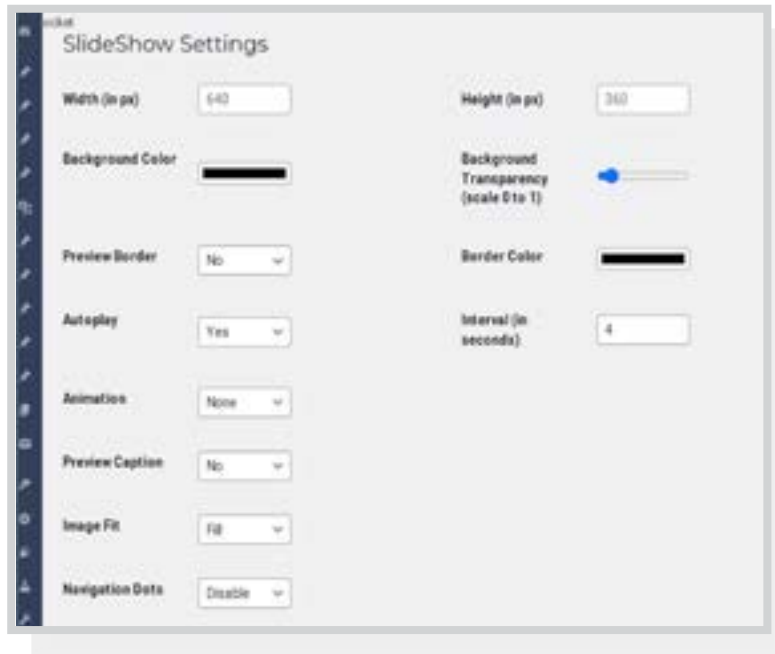 ocket
SlideShow Settings
Width (in px) 640 Height (in px) 360
Background Color Background
Transparency
(scale 0 to 1)
Preview Border No Border Color
Autoplay Yes Interval (in
seconds) 4
Animation None
Preview Caption No
Image Fit Fill
Navigation Dots Disable